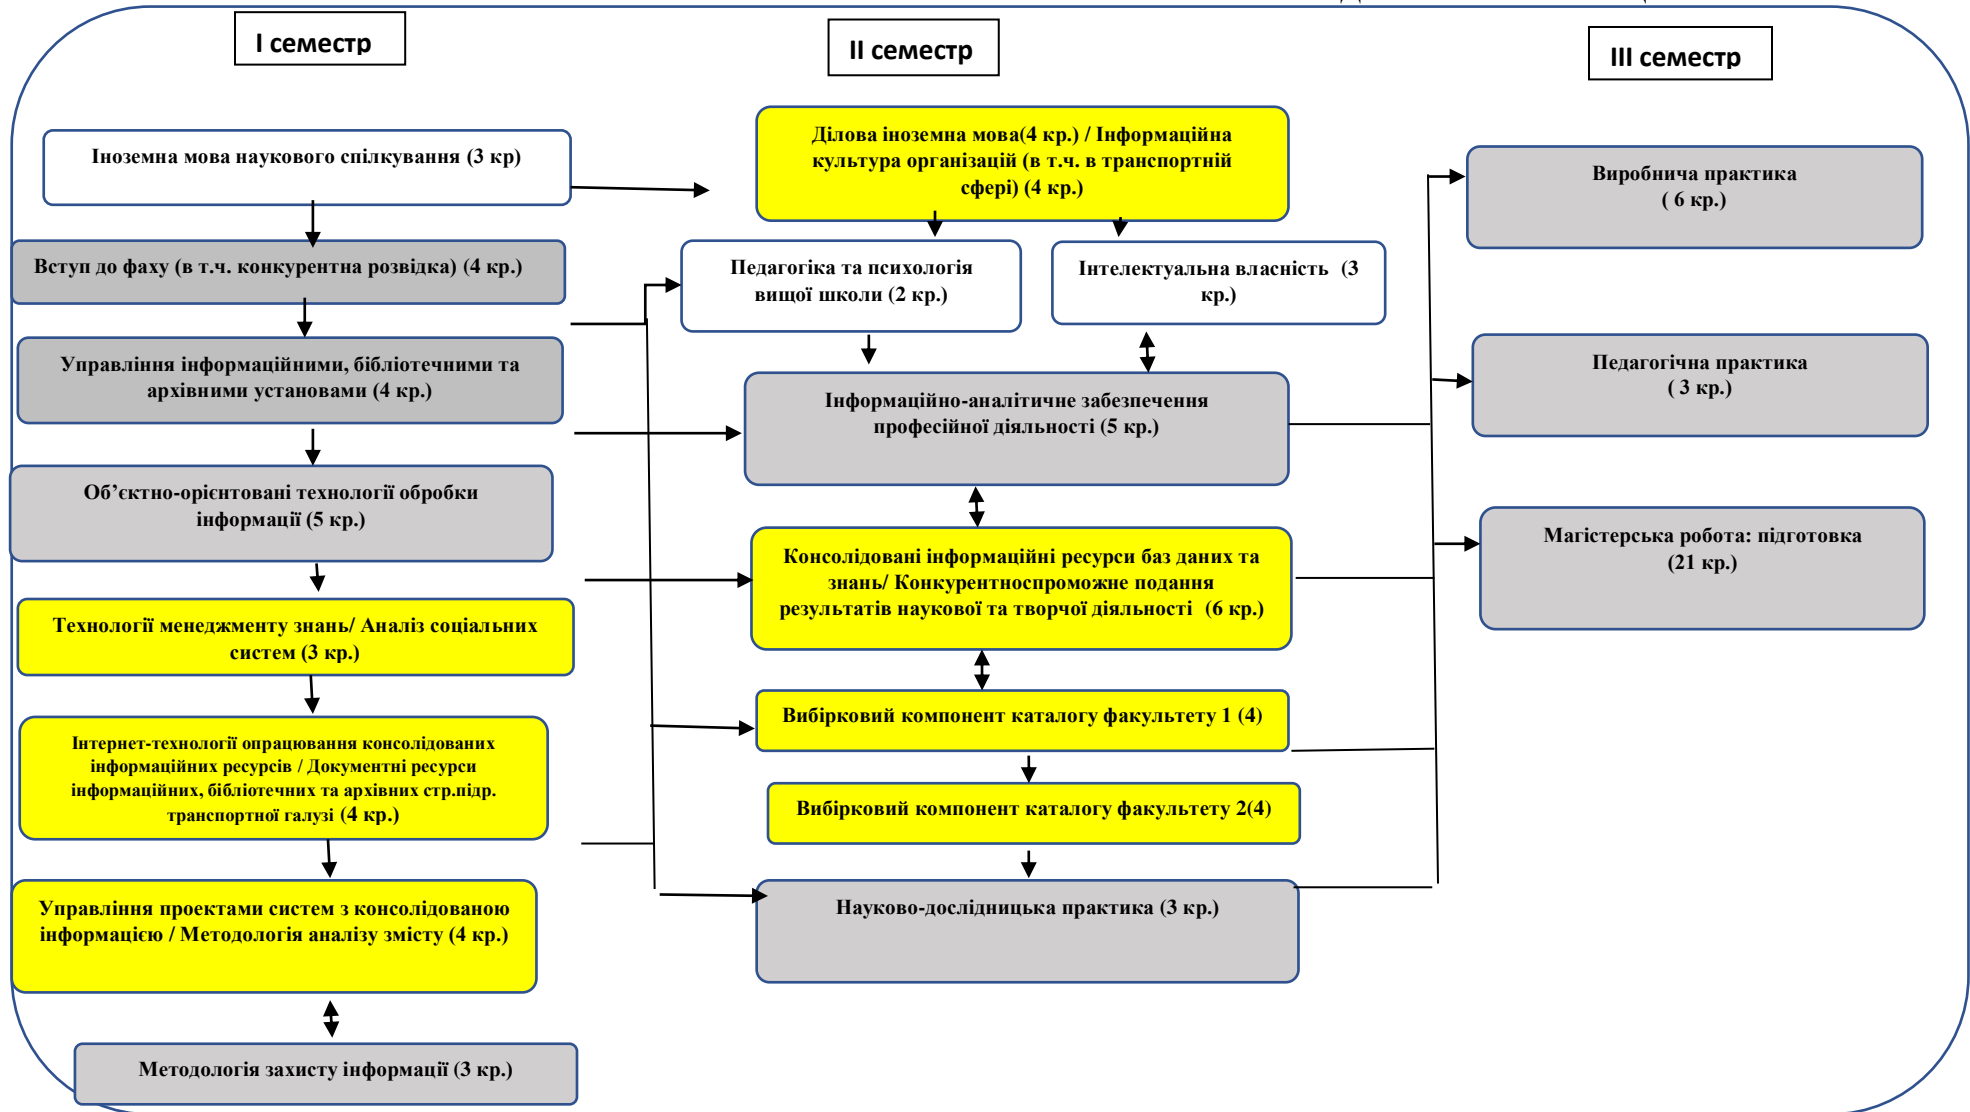 I семестр
II семестр
III семестр
Іноземна мова наукового спілкування (3 кр)
Вступ до фаху (в т.ч. конкурентна розвідка) (4 кр.)
Управління інформаційними, бібліотечними та
архівними установами (4 кр.)
Об’єктно-орієнтовані технології обробки
інформації (5 кр.)
Технології менеджменту знань/ Аналіз соціальних
систем (3 кр.)
Інтернет-технології опрацювання консолідованих
інформаційних ресурсів / Документні ресурси
інформаційних, бібліотечних та архівних стр.підр.
транспортної галузі (4 кр.)
Управління проектами систем з консолідованою
інформацією / Методологія аналізу змісту (4 кр.)
Методологія захисту інформації (3 кр.)
Ділова іноземна мова(4 кр.) / Інформаційна
культура організацій (в т.ч. в транспортній
сфері) (4 кр.)
Педагогіка та психологія
вищої школи (2 кр.)
Інтелектуальна власність (3
кр.)
Інформаційно-аналітичне забезпечення
професійної діяльності (5 кр.)
Консолідовані інформаційні ресурси баз даних та
знань/ Конкурентноспроможне подання
результатів наукової та творчої діяльності (6 кр.)
Вибірковий компонент каталогу факультету 1 (4)
Вибірковий компонент каталогу факультету 2(4)
Науково-дослідницька практика (3 кр.)
Виробнича практика
( 6 кр.)
Педагогічна практика
( 3 кр.)
Магістерська робота: підготовка
(21 кр.)